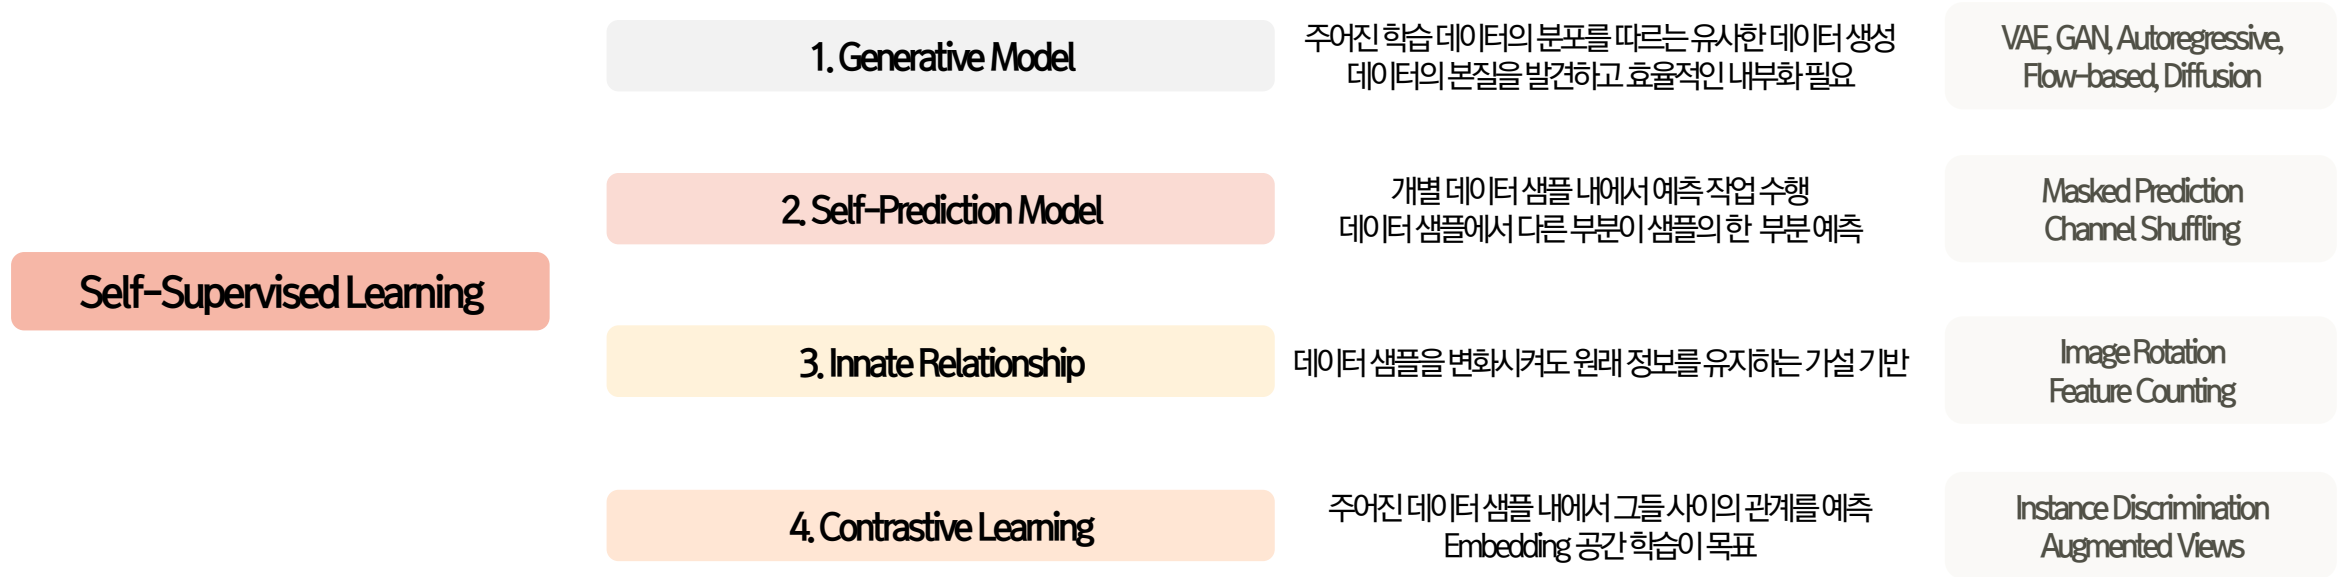 Self-Supervised Learning
1. Generative Model
주어진 학습 데이터의 분포를 따르는 유사한 데이터 생성
데이터의 본질을 발견하고 효율적인 내부화 필요
VAE, GAN, Autoregressive,
Flow-based, Diffusion
2. Self-Prediction Model
개별 데이터 샘플 내에서 예측 작업 수행
데이터 샘플에서 다른 부분이 샘플의 한 부분 예측
Masked Prediction
Channel Shuffling
3. Innate Relationship
데이터 샘플을 변화시켜도 원래 정보를 유지하는 가설 기반
Image Rotation
Feature Counting
4. Contrastive Learning
주어진 데이터 샘플 내에서 그들 사이의 관계를 예측
Embedding 공간 학습이 목표
Instance Discrimination
Augmented Views